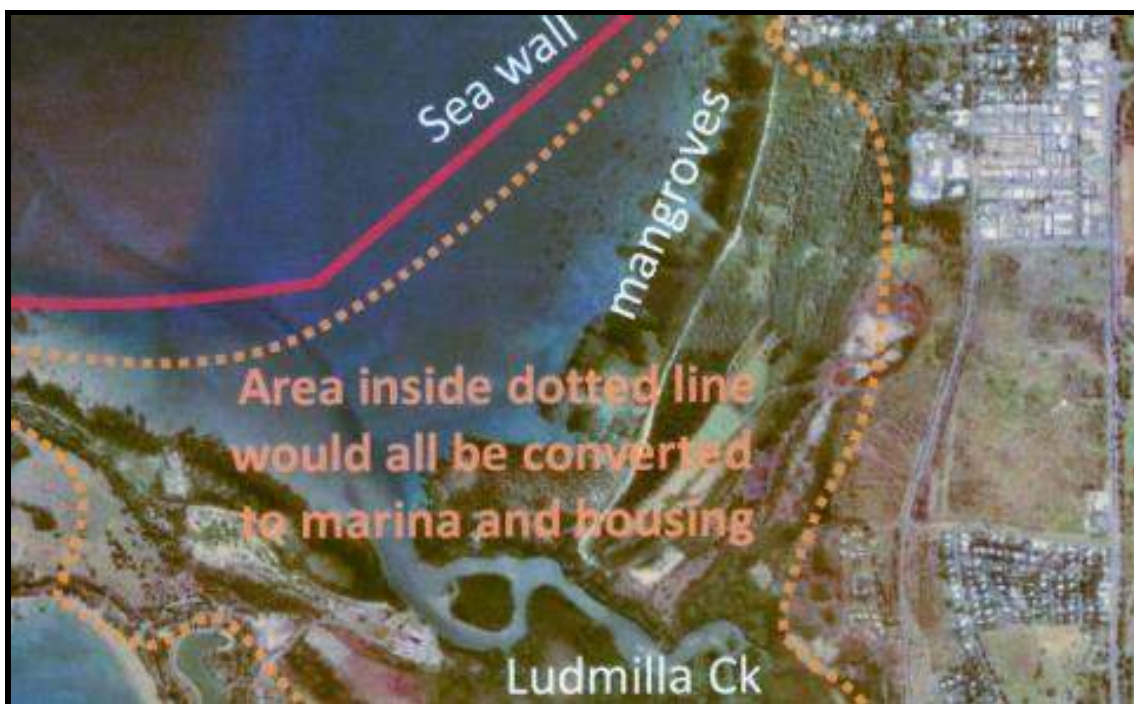 Sea wall
mangroves
Area inside dotted line
would all be converted
to marina and housing
Ludmilla Ck